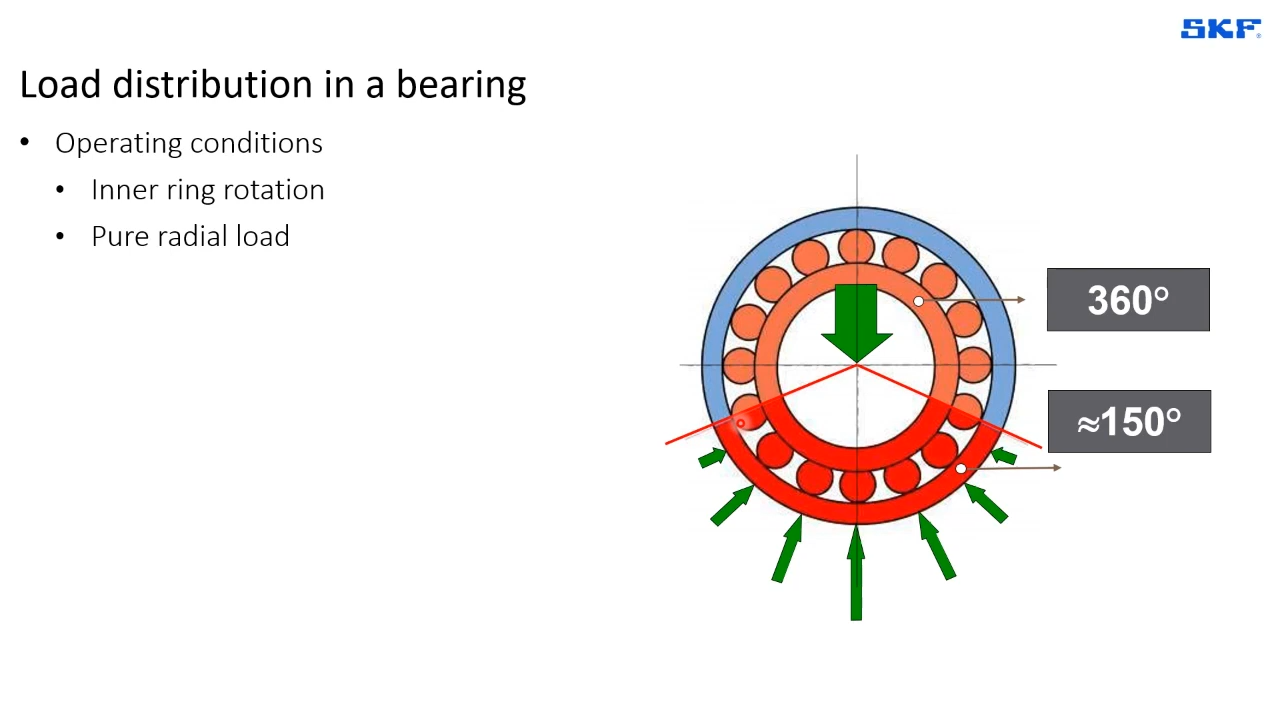 SKF®
Load distribution in a bearing
• Operating conditions
• Inner ring rotation
• Pure radial load
360°
≈150°